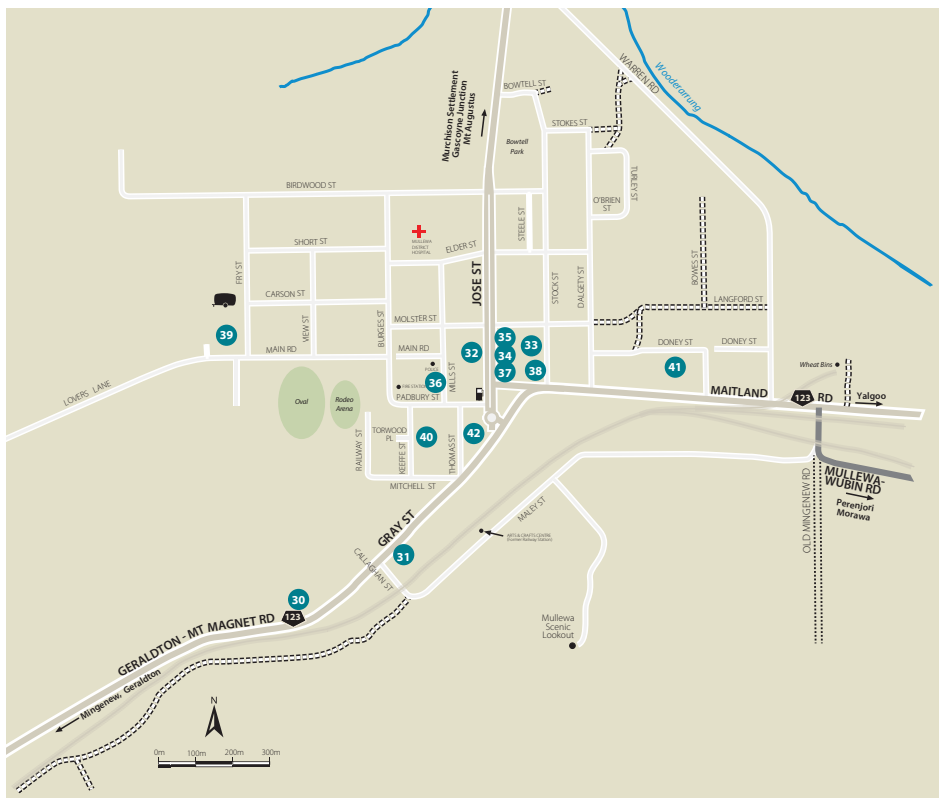 WARREN RD
Wooderarrung
BOWTELL ST
Murchison Settlement
Gascoyne Junction
Mt Augustus
STOKES ST
Bowtell
Park
TURLEY ST
BIRDWOOD ST
O'BRIEN
ST
STEELE ST
MULLEWA
DISTRICT
HOSPITAL
SHORT ST
ELDER ST
FRY ST
JOSE ST
STOCK ST
DALGETY ST
BOWES ST
CARSON ST
LANGFORD ST
VIEW ST
BURGES ST
MOLSTER ST
39
35
33
32
34
MAIN RD
MAIN RD
DONEY ST
DONEY ST
POLICE
37
38
41
Wheat Bins
FIRE STATION
36
MILLS ST
LOVERS LANE
PADBURY ST
MAITLAND
123
RD
Yalgoo
Oval
Rodeo
Arena
RAILWAY ST
TORWOOD
PL
KEEFFE ST
40
THOMAS ST
42
MITCHELL ST
MULLEWA-
WUBIN RD
Perenjori
Morawa
OLD MINGENEW RD
MALEY ST
GRAY ST
ARTS & CRAFTS CENTRE
(Former Railway Station)
31
CALLAGHAN ST
30
123
GERALDTON - MT MAGNET RD
Mullewa
Scenic
Lookout
Mingenew, Geraldton
N
0m 100m 200m 300m